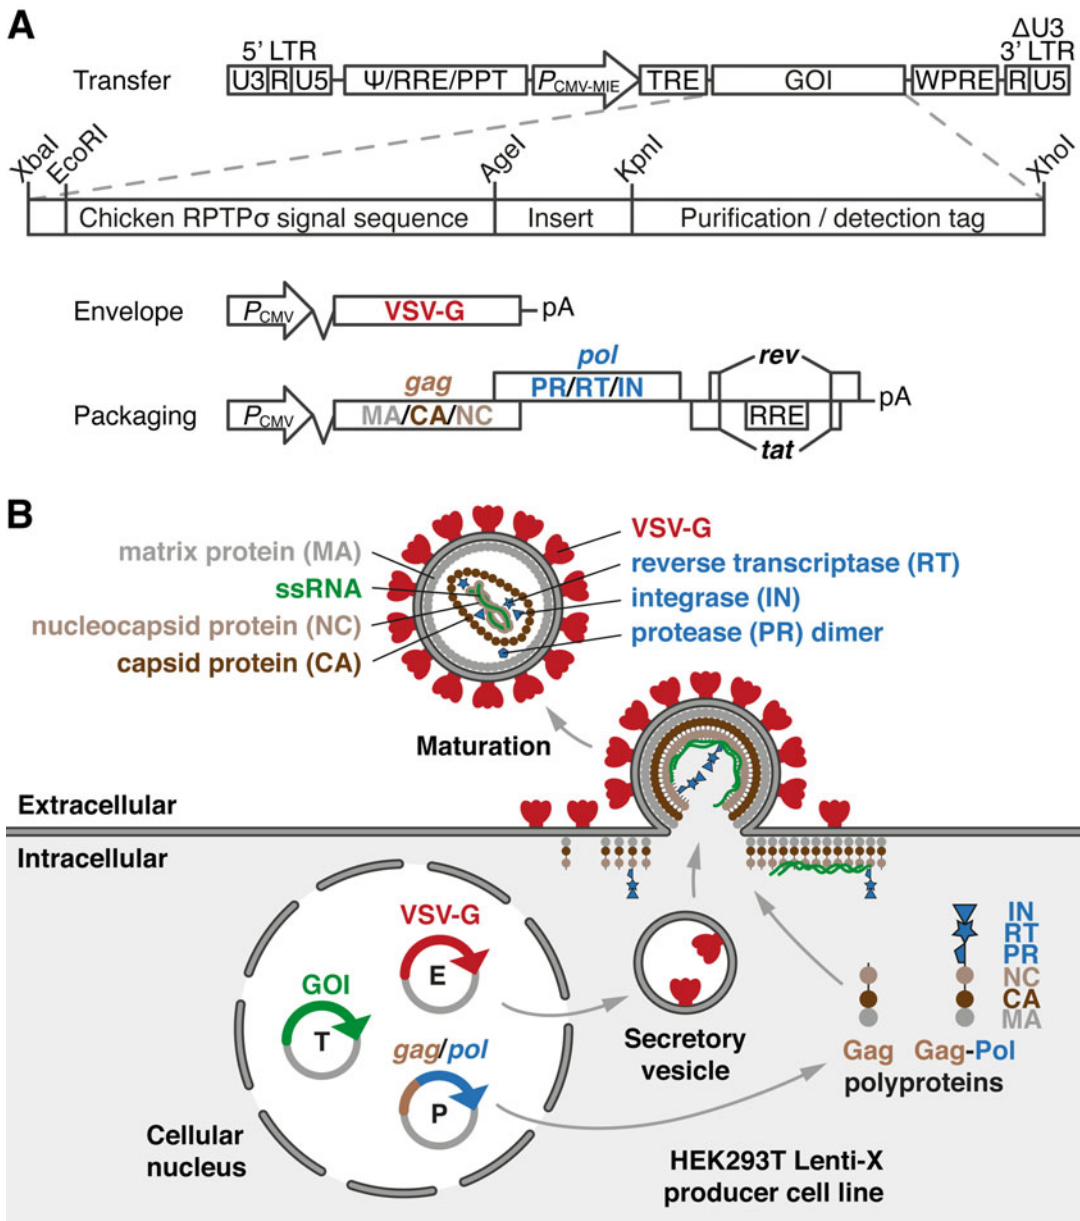 A
5’ LTR
ΔU3
3’ LTR
Transfer
U3 R U5
Ψ/RRE/PPT
PCMV-MIE
TRE
GOI
WPRE
R U5
XbaI
EcoRI
AgeI
KpnI
XhoI
Chicken RPTPσ signal sequence
Insert
Purification / detection tag
Envelope
PCMV
VSV-G
pA
pol
rev
gag
PR/RT/IN
Packaging
PCMV
MA/CA/NC
RRE
pA
tat
B
matrix protein (MA)
ssRNA
nucleocapsid protein (NC)
capsid protein (CA)
VSV-G
reverse transcriptase (RT)
integrase (IN)
protease (PR) dimer
Maturation
Extracellular
Intracellular
VSV-G
E
GOI
T
gag/pol
P
Cellular
nucleus
Secretory
vesicle
IN
RT
PR
NC
CA
MA
Gag
Gag-Pol
polyproteins
HEK293T Lenti-X
producer cell line